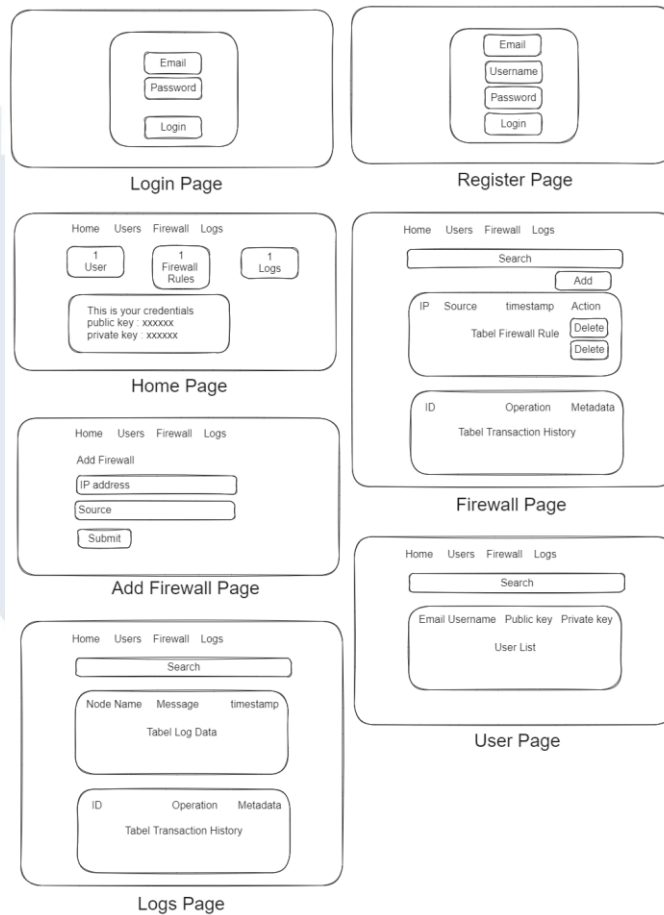 Email
Password
Login
Login Page
Email
Username
Password
Login
Register Page
Home Users Firewall Logs
1
User
1
Firewall
Rules
1
Logs
This is your credentials
public key : xxxxxx
private key : xxxxxx
Home Page
Home Users Firewall Logs
Search
Add
IP Source timestamp Action
Tabel Firewall Rule
Delete
Delete
ID Operation Metadata
Tabel Transaction History
Firewall Page
Home Users Firewall Logs
Add Firewall
IP address
Source
Submit
Add Firewall Page
Home Users Firewall Logs
Search
Email Username Public key Private key
User List
User Page
Home Users Firewall Logs
Search
Node Name Message timestamp
Tabel Log Data
ID Operation Metadata
Tabel Transaction History
Logs Page